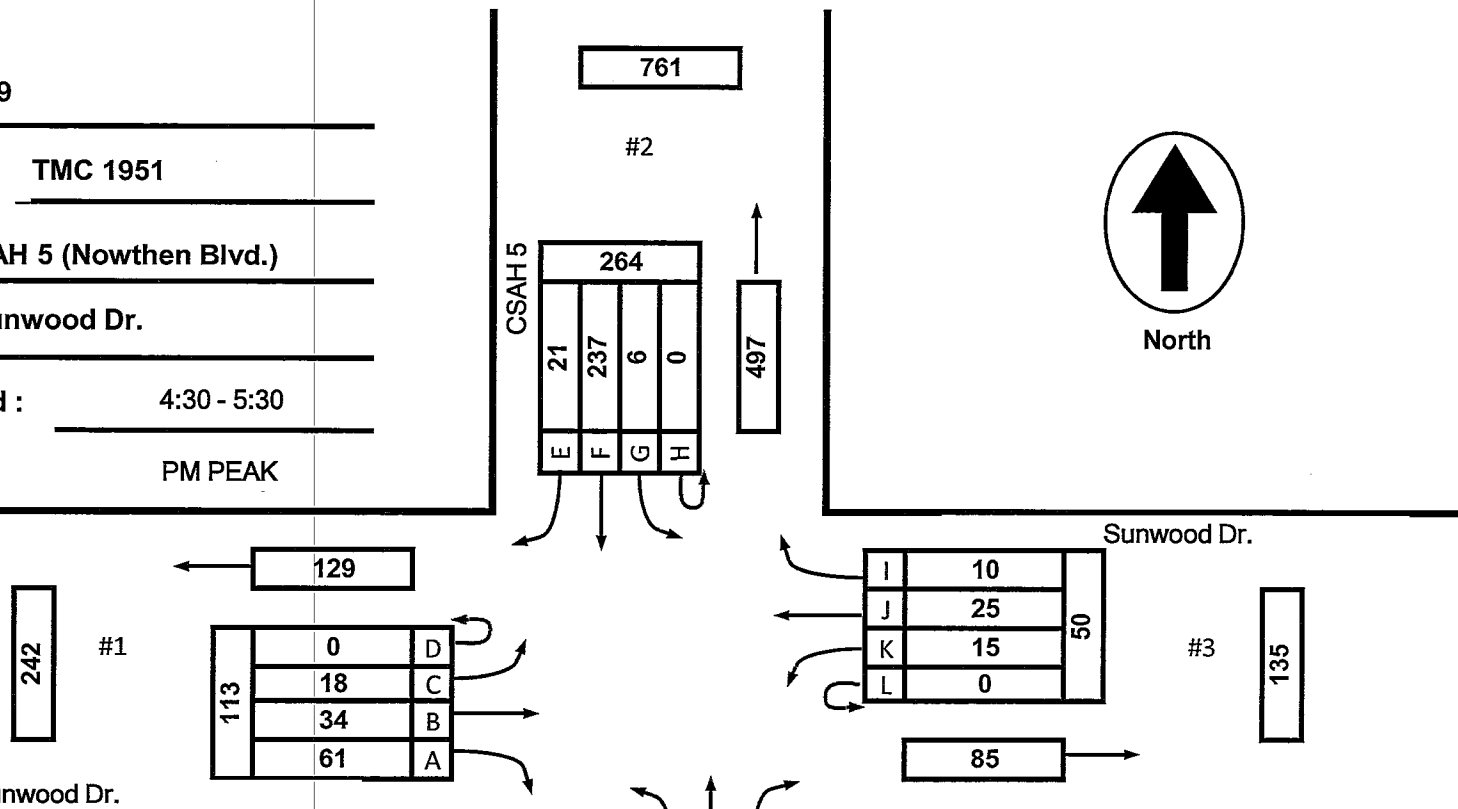 9
TMC 1951
AH 5 (Nowthen Blvd.)
unwood Dr.
d : 4:30 - 5:30
PM PEAK
761
#2
CSAH 5
264
21 237 6 0
E F G H
497
North
Sunwood Dr.
129
242
#1
113
0 D
18 C
34 B
61 A
I 10
J 25
K 15
L 0
50
#3
135
85
unwood Dr.